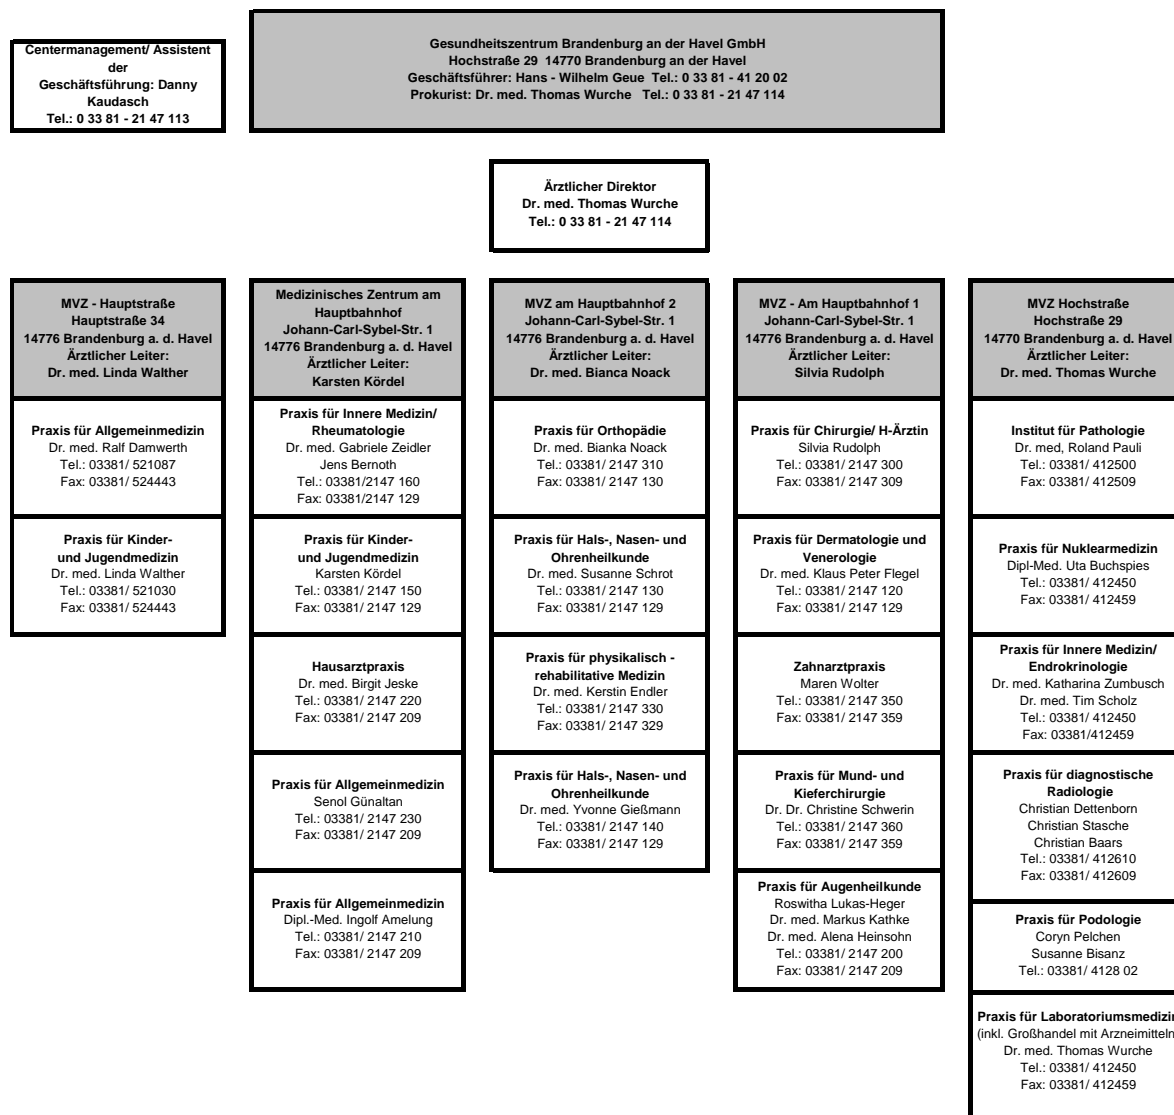 Centermanagement/ Assistent
der
Geschäftsführung: Danny
Kaudasch
Tel.: 0 33 81 - 21 47 113
Gesundheitszentrum Brandenburg an der Havel GmbH
Hochstraße 29 14770 Brandenburg an der Havel
Geschäftsführer: Hans - Wilhelm Geue Tel.: 0 33 81 - 41 20 02
Prokurist: Dr. med. Thomas Wurche Tel.: 0 33 81 - 21 47 114
Ärztlicher Direktor
Dr. med. Thomas Wurche
Tel.: 0 33 81 - 21 47 114
MVZ - Hauptstraße
Hauptstraße 34
14776 Brandenburg a. d. Havel
Ärztlicher Leiter:
Dr. med. Linda Walther
Praxis für Allgemeinmedizin
Dr. med. Ralf Damwerth
Tel.: 03381/ 521087
Fax: 03381/ 524443
Praxis für Kinder-
und Jugendmedizin
Dr. med. Linda Walther
Tel.: 03381/ 521030
Fax: 03381/ 524443
Medizinisches Zentrum am
Hauptbahnhof
Johann-Carl-Sybel-Str. 1
14776 Brandenburg a. d. Havel
Ärztlicher Leiter:
Karsten Kördel
Praxis für Innere Medizin/
Rheumatologie
Dr. med. Gabriele Zeidler
Jens Bernoth
Tel.: 03381/2147 160
Fax: 03381/2147 129
Praxis für Kinder-
und Jugendmedizin
Karsten Kördel
Tel.: 03381/ 2147 150
Fax: 03381/ 2147 129
Hausarztpraxis
Dr. med. Birgit Jeske
Tel.: 03381/ 2147 220
Fax: 03381/ 2147 209
Praxis für Allgemeinmedizin
Senol Günaltan
Tel.: 03381/ 2147 230
Fax: 03381/ 2147 209
Praxis für Allgemeinmedizin
Dipl.-Med. Ingolf Amelung
Tel.: 03381/ 2147 210
Fax: 03381/ 2147 209
MVZ am Hauptbahnhof 2
Johann-Carl-Sybel-Str. 1
14776 Brandenburg a. d. Havel
Ärztlicher Leiter:
Dr. med. Bianca Noack
Praxis für Orthopädie
Dr. med. Bianka Noack
Tel.: 03381/ 2147 310
Fax: 03381/ 2147 130
Praxis für Hals-, Nasen- und
Ohrenheilkunde
Dr. med. Susanne Schrot
Tel.: 03381/ 2147 130
Fax: 03381/ 2147 129
Praxis für physikalisch -
rehabilitative Medizin
Dr. med. Kerstin Endler
Tel.: 03381/ 2147 330
Fax: 03381/ 2147 329
Praxis für Hals-, Nasen- und
Ohrenheilkunde
Dr. med. Yvonne Gießmann
Tel.: 03381/ 2147 140
Fax: 03381/ 2147 129
MVZ - Am Hauptbahnhof 1
Johann-Carl-Sybel-Str. 1
14776 Brandenburg a. d. Havel
Ärztlicher Leiter:
Silvia Rudolph
Praxis für Chirurgie/ H-Ärztin
Silvia Rudolph
Tel.: 03381/ 2147 300
Fax: 03381/ 2147 309
Praxis für Dermatologie und
Venerologie
Dr. med. Klaus Peter Flegel
Tel.: 03381/ 2147 120
Fax: 03381/ 2147 129
Zahnarztpraxis
Maren Wolter
Tel.: 03381/ 2147 350
Fax: 03381/ 2147 359
Praxis für Mund- und
Kieferchirurgie
Dr. Dr. Christine Schwerin
Tel.: 03381/ 2147 360
Fax: 03381/ 2147 359
Praxis für Augenheilkunde
Roswitha Lukas-Heger
Dr. med. Markus Kathke
Dr. med. Alena Heinsohn
Tel.: 03381/ 2147 200
Fax: 03381/ 2147 209
MVZ Hochstraße
Hochstraße 29
14770 Brandenburg a. d. Havel
Ärztlicher Leiter:
Dr. med. Thomas Wurche
Institut für Pathologie
Dr. med, Roland Pauli
Tel.: 03381/ 412500
Fax: 03381/ 412509
Praxis für Nuklearmedizin
Dipl-Med. Uta Buchspies
Tel.: 03381/ 412450
Fax: 03381/ 412459
Praxis für Innere Medizin/
Endrokrinologie
Dr. med. Katharina Zumbusch
Dr. med. Tim Scholz
Tel.: 03381/ 412450
Fax: 03381/412459
Praxis für diagnostische
Radiologie
Christian Dettenborn
Christian Stasche
Christian Baars
Tel.: 03381/ 412610
Fax: 03381/ 412609
Praxis für Podologie
Coryn Pelchen
Susanne Bisanz
Tel.: 03381/ 4128 02
Praxis für Laboratoriumsmedizin
(inkl. Großhandel mit Arzneimitteln
Dr. med. Thomas Wurche
Tel.: 03381/ 412450
Fax: 03381/ 412459